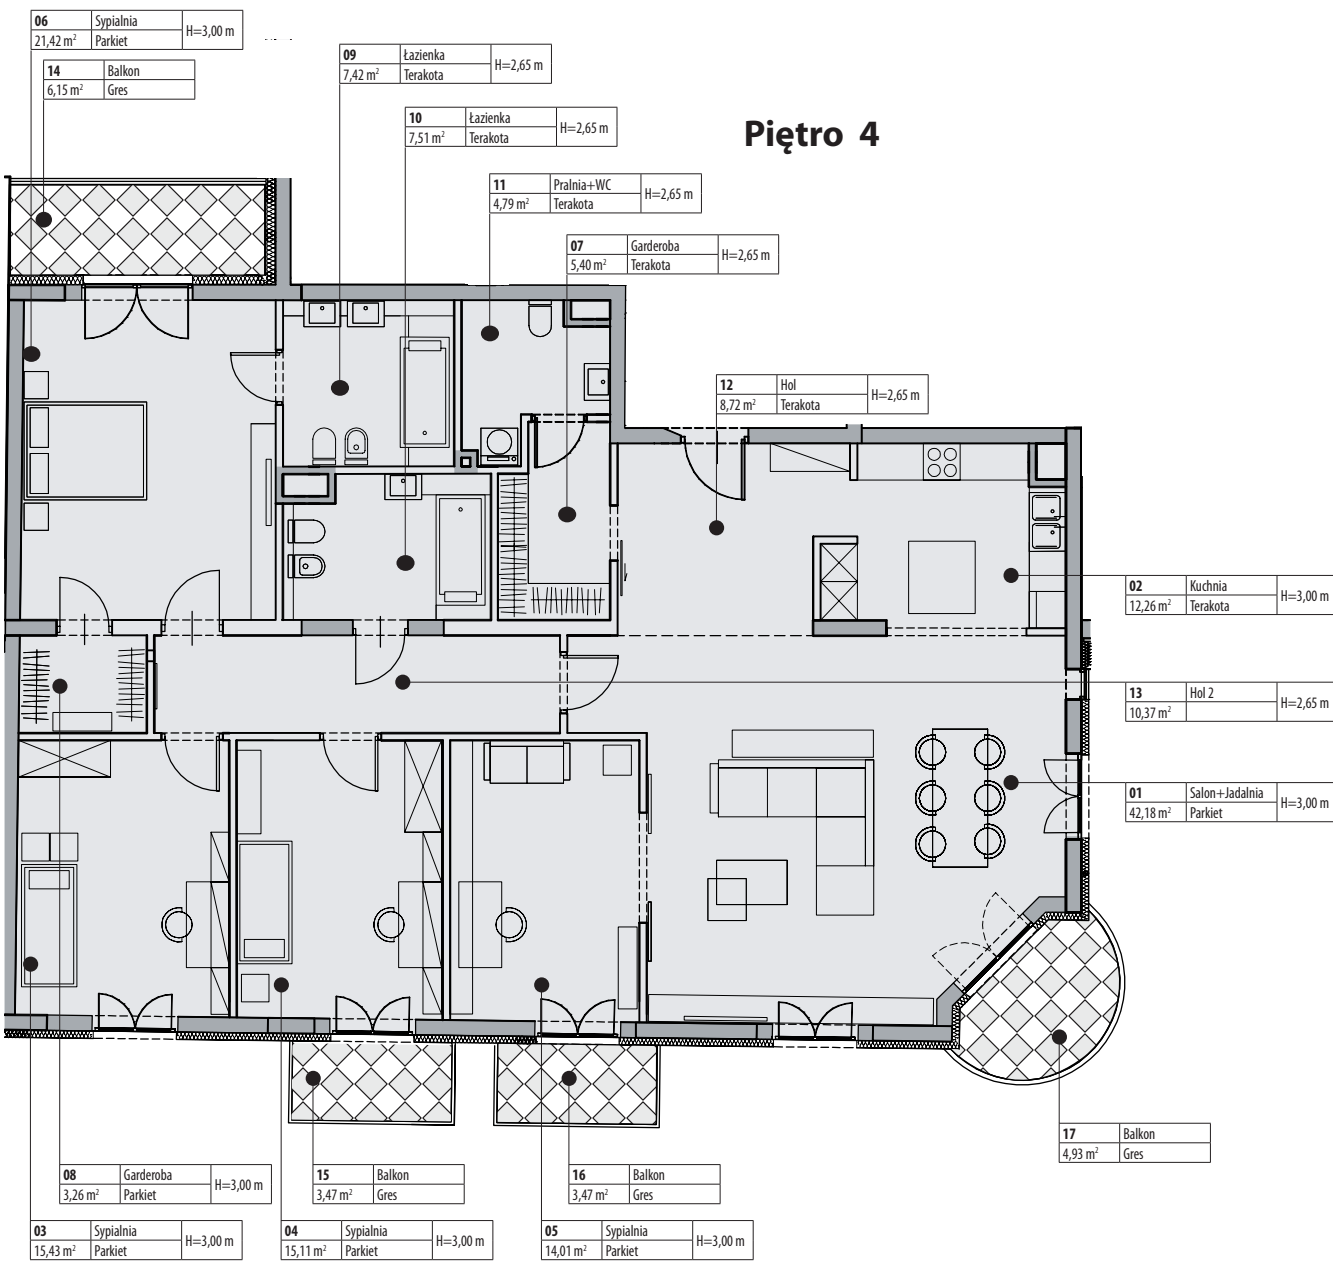 06 Sypialnia H=3,00 m
21,42 m² Parkiet
14 Balkon
6,15 m² Gres
09 Łazienka H=2,65 m
7,42 m² Terakota
10 Łazienka H=2,65 m
7,51 m² Terakota
Piętro 4
11 Pralnia+WC H=2,65 m
4,79 m² Terakota
07 Garderoba H=2,65 m
5,40 m² Terakota
12 Hol H=2,65 m
8,72 m² Terakota
02 Kuchnia H=3,00 m
12,26 m² Terakota
13 Hol 2 H=2,65 m
10,37 m²
01 Salon+Jadalnia H=3,00 m
42,18 m² Parkiet
17 Balkon
4,93 m² Gres
08 Garderoba H=3,00 m
3,26 m² Parkiet
15 Balkon
3,47 m² Gres
16 Balkon
3,47 m² Gres
03 Sypialnia H=3,00 m
15,43 m² Parkiet
04 Sypialnia H=3,00 m
15,11 m² Parkiet
05 Sypialnia H=3,00 m
14,01 m² Parkiet